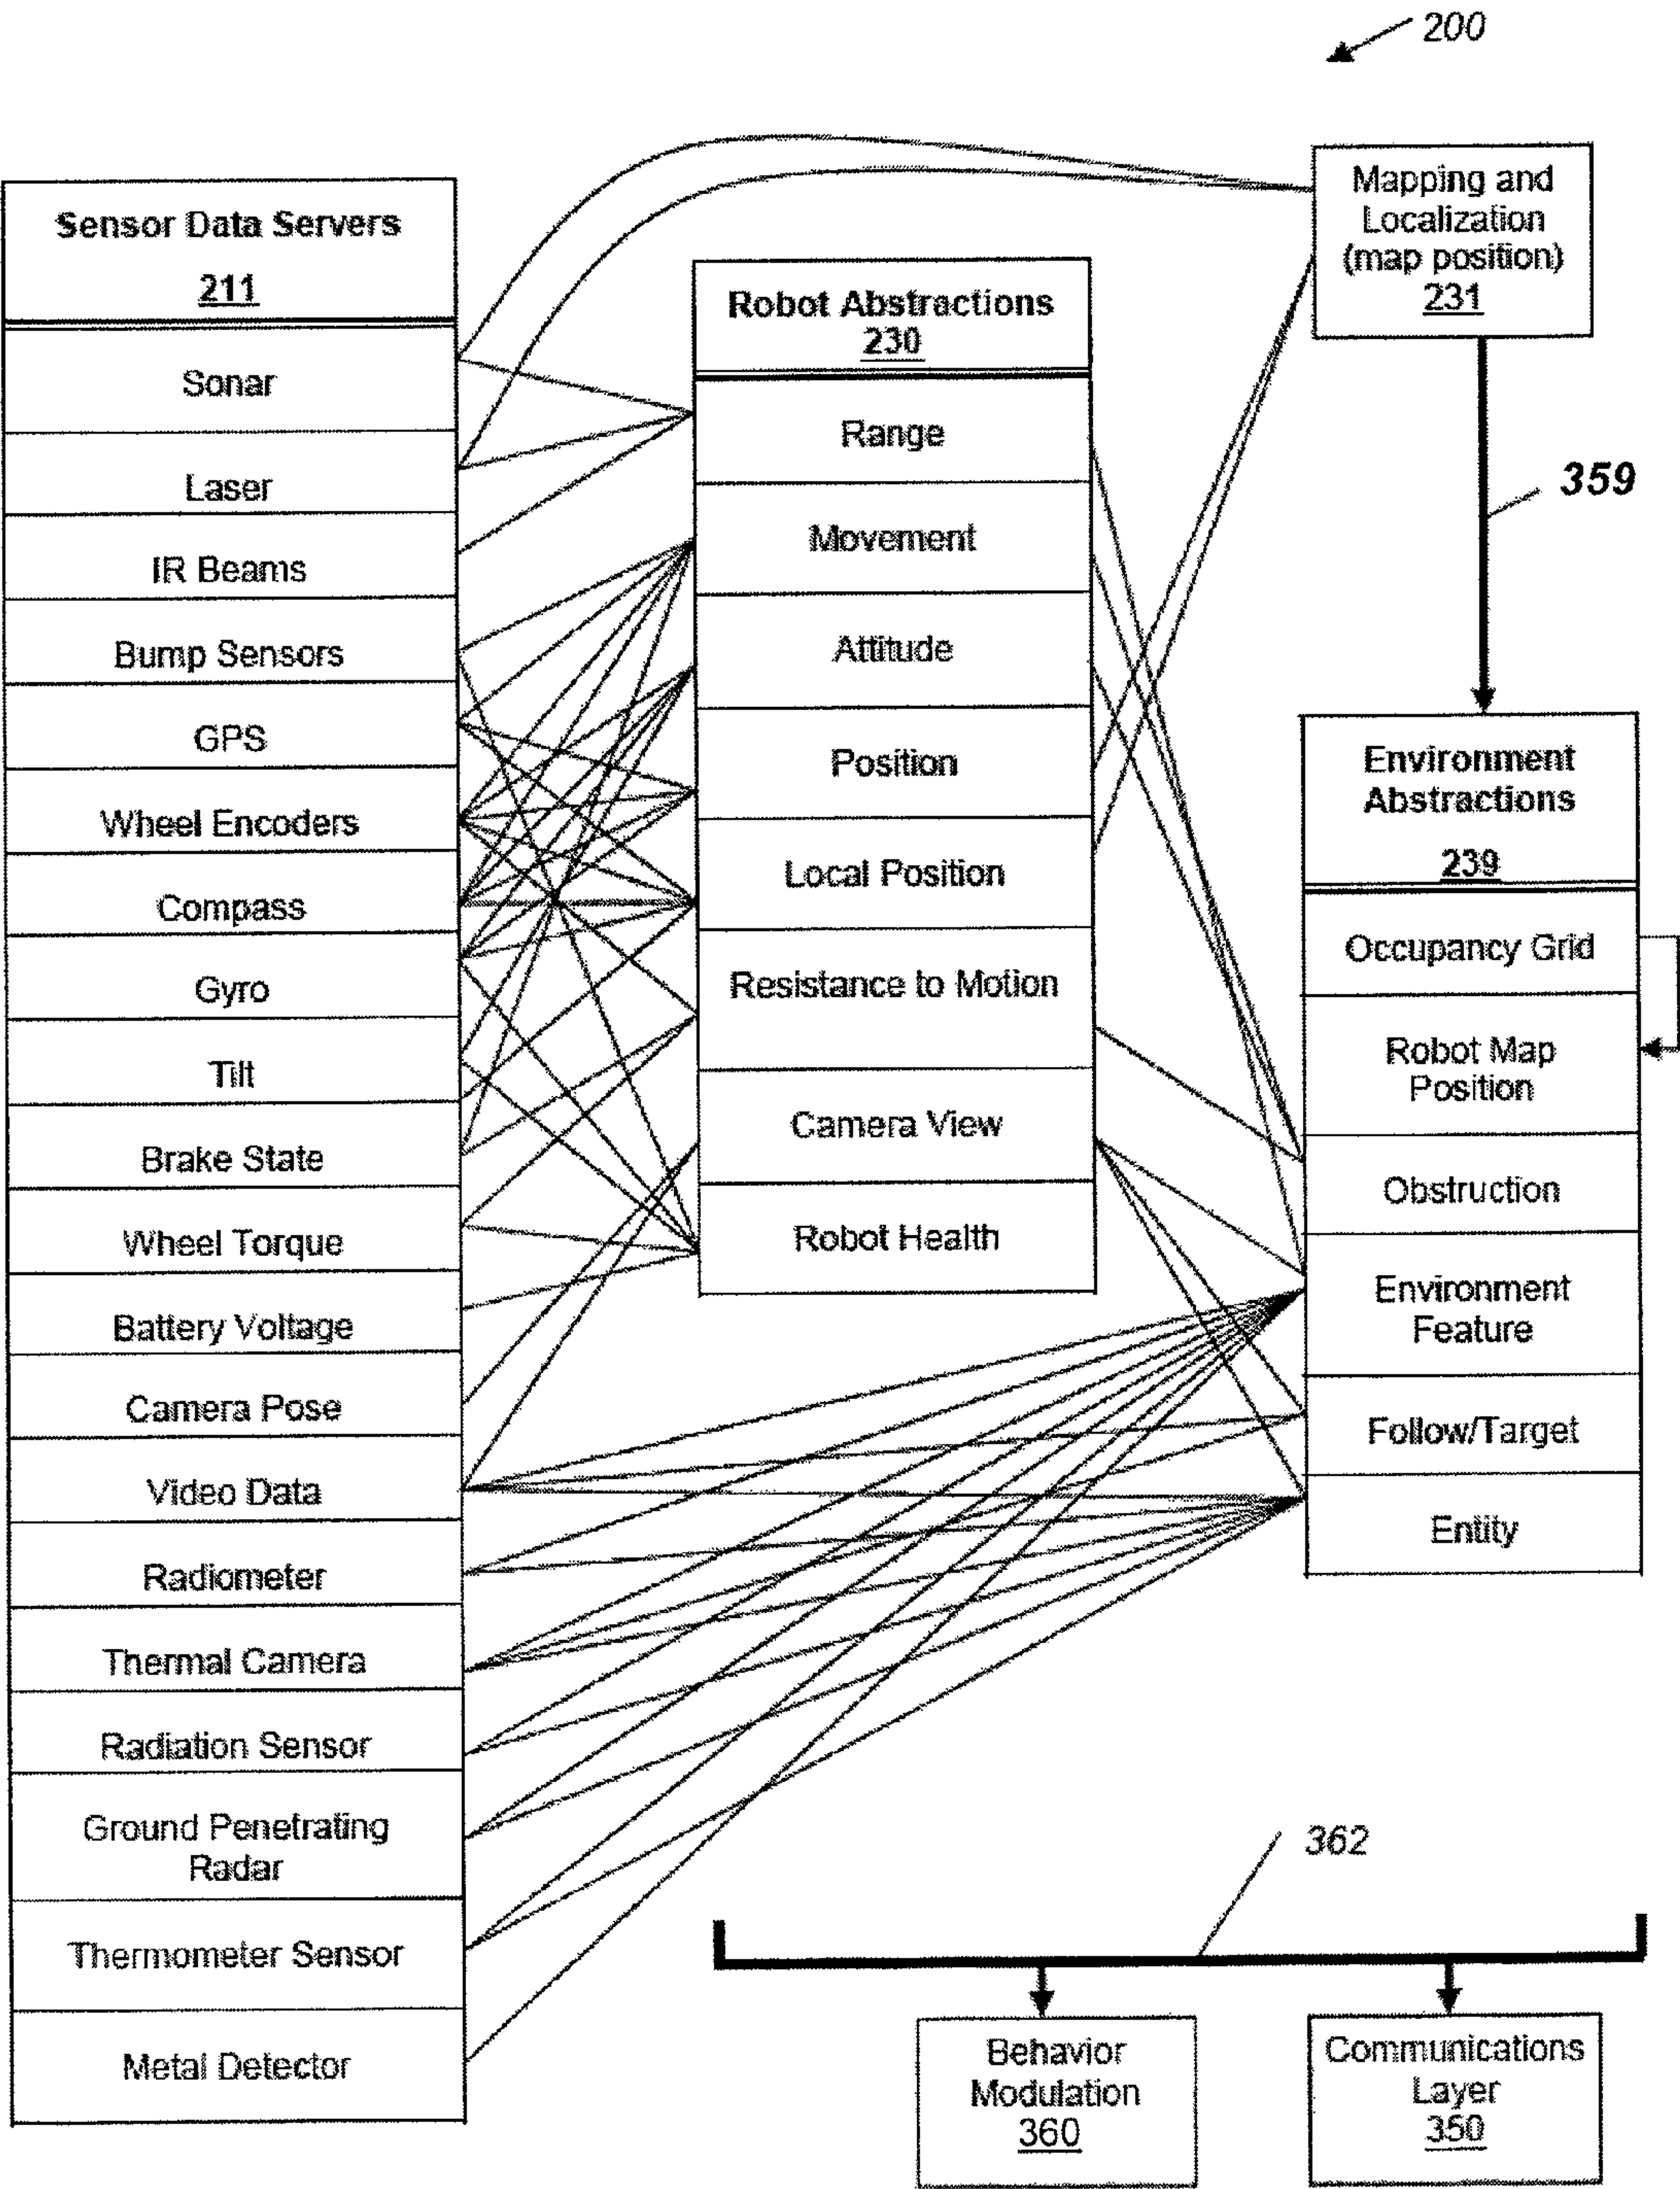 200
Sensor Data Servers
211
Sonar
Laser
IR Beams
Bump Sensors
GPS
Wheel Encoders
Compass
Gyro
Tilt
Brake State
Wheel Torque
Battery Voltage
Camera Pose
Video Data
Radiometer
Thermal Camera
Radiation Sensor
Ground Penetrating
Radar
Thermometer Sensor
Metal Detector
Robot Abstractions
230
Range
Movement
Attitude
Position
Local Position
Resistance to Motion
Camera View
Robot Health
Mapping and
Localization
(map position)
231
359
Environment
Abstractions
239
Occupancy Grid
Robot Map
Position
Obstruction
Environment
Feature
Follow/Target
Entity
362
Behavior
Modulation
360
Communications
Layer
350